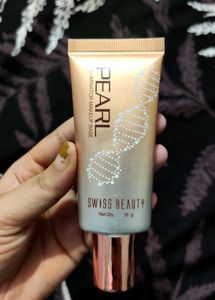 PEARL
ILLUMINATOR MAKEUP BASE
SWISS BEAUTY
Net Qty. 35 g